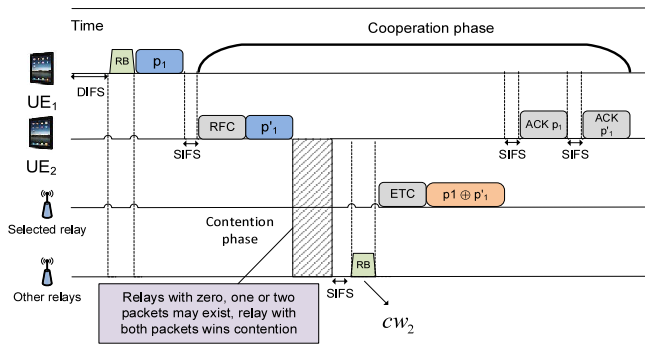 Time
Cooperation phase
RB
p₁
DIFS
UE₁
RFC
p'₁
ACK p₁
ACK p'₁
SIFS
SIFS
SIFS
UE₂
ETC
p1 ⊕ p'₁
Selected relay
Contention phase
RB
Other relays
SIFS
Relays with zero, one or two
packets may exist, relay with
both packets wins contention
cw₂